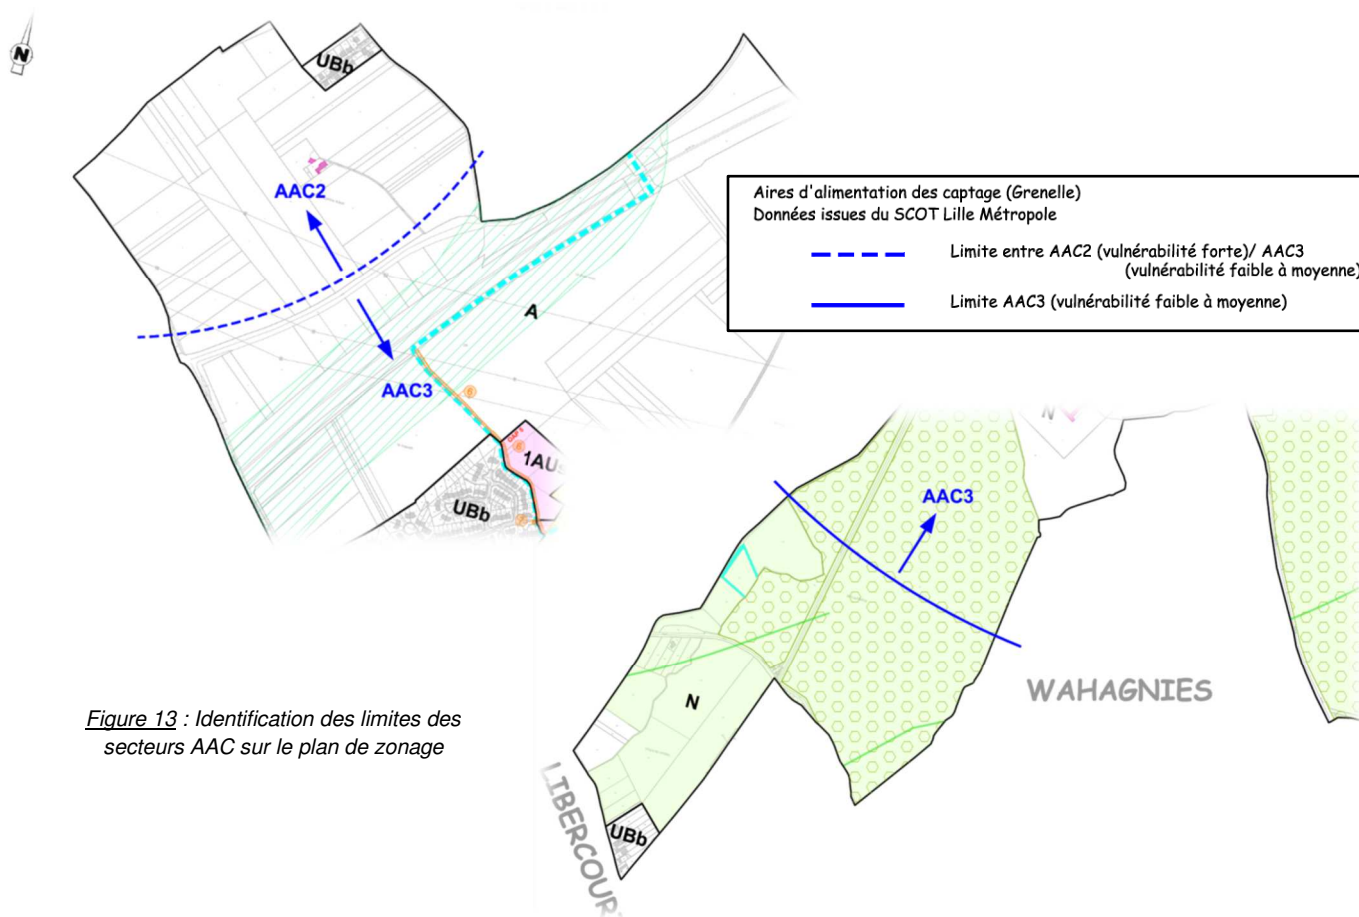 N
UBb
AAC2
Aires d'alimentation des captage (Grenelle)
Données issues du SCOT Lille Métropole
Limite entre AAC2 (vulnérabilité forte)/ AAC3
(vulnérabilité faible à moyenne)
Limite AAC3 (vulnérabilité faible à moyenne)
A
AAC3
6
1AU
UBb
N
AAC3
WAHAGNIES
N
Figure 13 : Identification des limites des
secteurs AAC sur le plan de zonage
LIBERCOUR
UBb